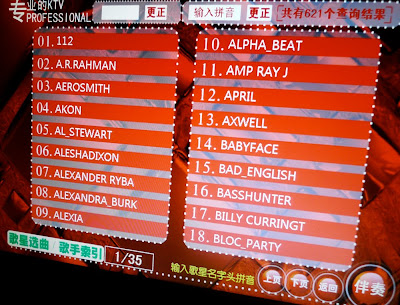 专业的KTV
PROFESSIONAL
更正
输入拼音
更正
共有621个查询结果
01. 112
02. A.R.RAHMAN
03. AEROSMITH
04. AKON
05. AL_STEWART
06. ALESHADIXON
07. ALEXANDER RYBA
08. ALEXANDRA_BURK
09. ALEXIA
10. ALPHA_BEAT
11. AMP RAY J
12. APRIL
13. AXWELL
14. BABYFACE
15. BAD_ENGLISH
16. BASSHUNTER
17. BILLY CURRINGT
18. BLOC_PARTY
歌星选曲 歌手索引
1/35
输入歌星名字头拼音
上页
下页
返回
伴奏